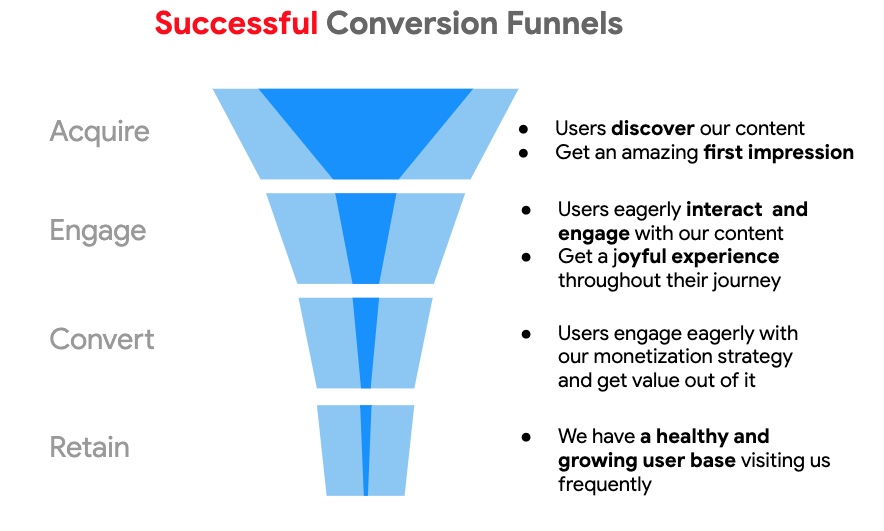 Successful Conversion Funnels
Acquire
● Users discover our content
● Get an amazing first impression
Engage
● Users eagerly interact and
engage with our content
● Get a joyful experience
throughout their journey
Convert
● Users engage eagerly with
our monetization strategy
and get value out of it
Retain
● We have a healthy and
growing user base visiting us
frequently